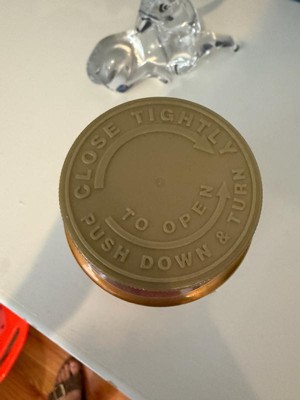 CLOSE TIGHTLY
TO OPEN
PUSH DOWN & TURN